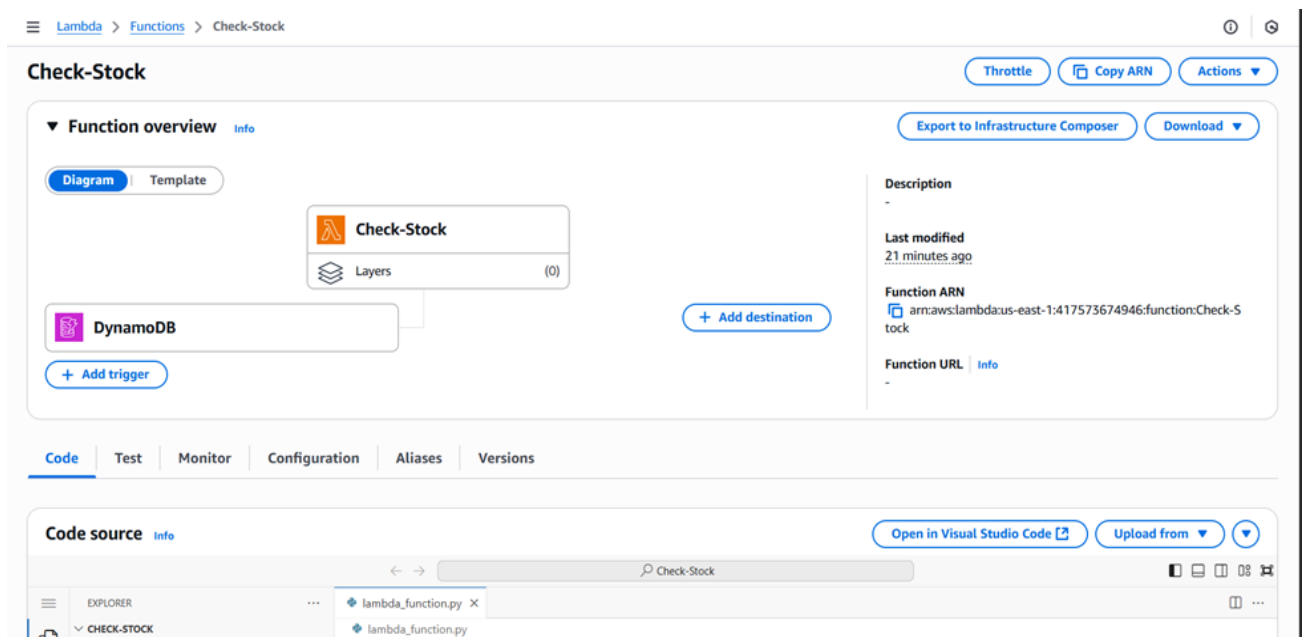 Lambda > Functions > Check-Stock
Check-Stock
Throttle
Copy ARN
Actions
Function overview Info
Export to Infrastructure Composer
Download
Diagram Template
Check-Stock
Layers (0)
DynamoDB
+ Add trigger
+ Add destination
Description
-
Last modified
21 minutes ago
Function ARN
arn:aws:lambda:us-east-1:417573674946:function:Check-S
tock
Function URL Info
-
Code Test Monitor Configuration Aliases Versions
Code source Info
Open in Visual Studio Code
Upload from
Check-Stock
EXPLORER
lambda_function.py
CHECK-STOCK
lambda_function.py